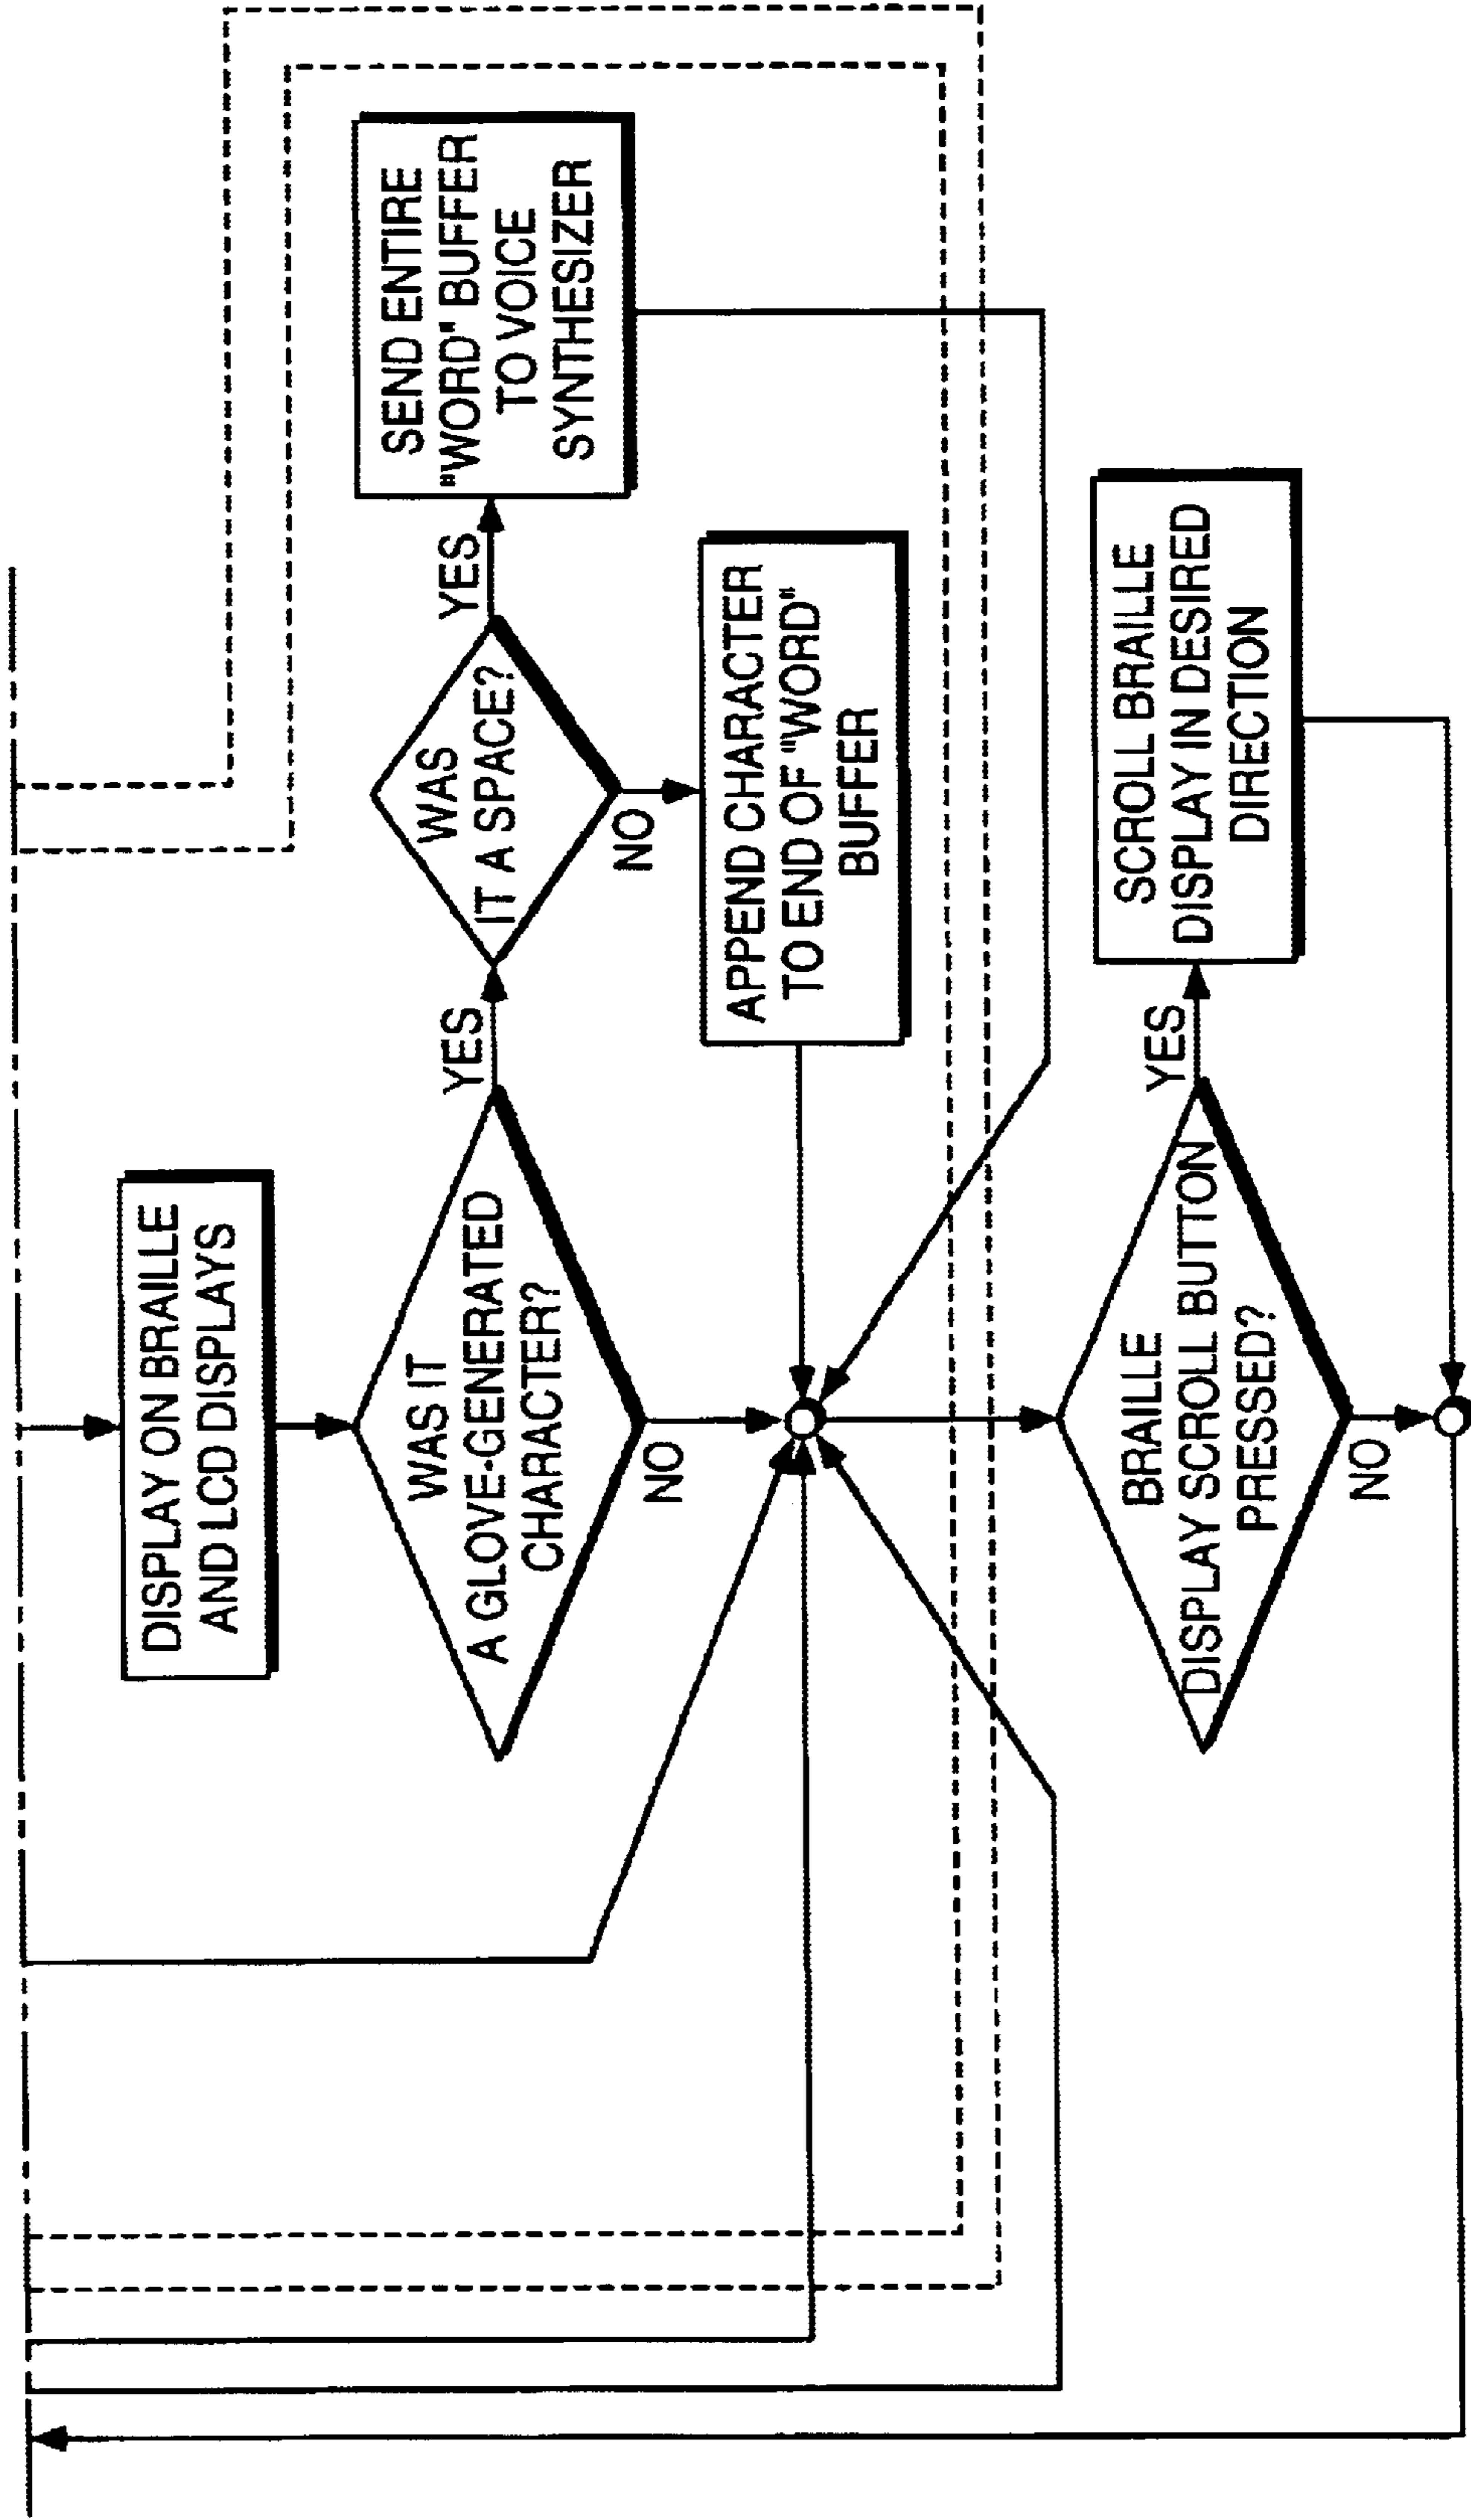 DISPLAY ON BRAILLE
AND LCD DISPLAYS
WAS IT
A GLOVE-GENERATED
CHARACTER?
YES
NO
WAS
IT A SPACE?
YES
NO
SEND ENTIRE
"WORD" BUFFER
TO VOICE
SYNTHESIZER
APPEND CHARACTER
TO END OF "WORD"
BUFFER
BRAILLE
DISPLAY SCROLL BUTTON
PRESSED?
YES
NO
SCROLL BRAILLE
DISPLAY IN DESIRED
DIRECTION